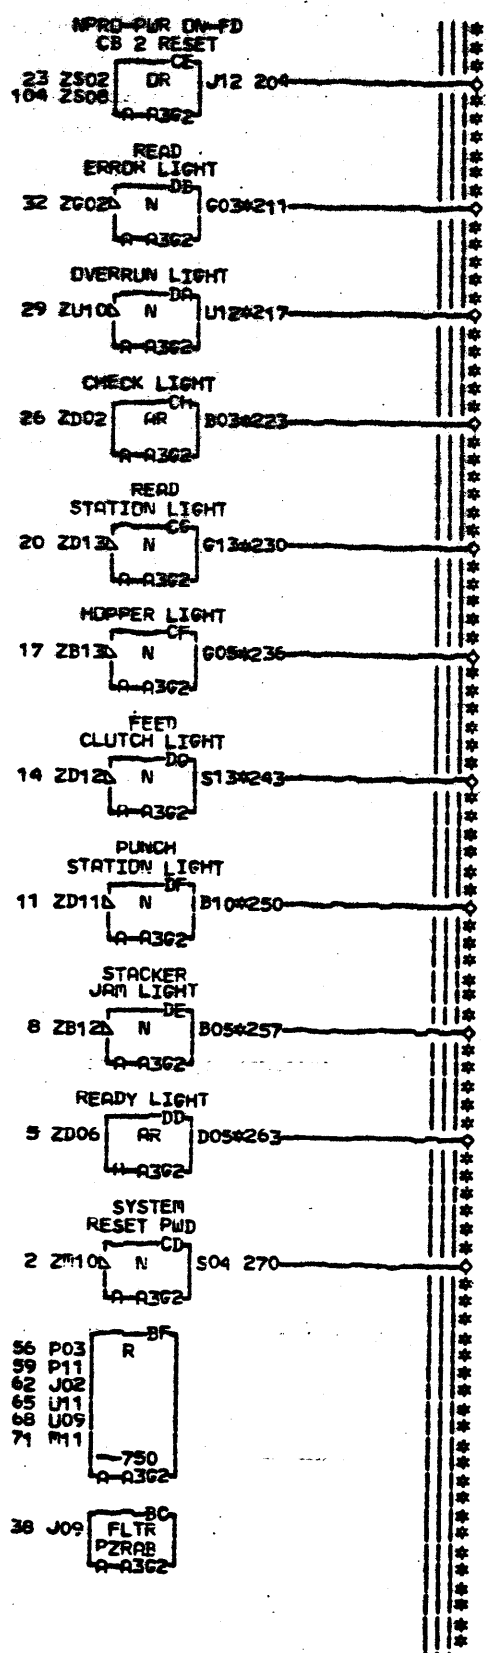 NPRO PWR ON-FD
CB 2 RESET
CE
23 ZS02 DR J12 204
104 ZS08
A-A3G2
READ
ERROR LIGHT
DB
32 ZG02 N G03*211
A-A3G2
OVERRUN LIGHT
DA
29 ZU10 N U12*217
A-A3G2
CHECK LIGHT
CH
26 ZD02 AR B03*223
A-A3G2
READ
STATION LIGHT
CG
20 ZD13 N G13*230
A-A3G2
HOPPER LIGHT
CF
17 ZB13 N G05*236
A-A3G2
FEED
CLUTCH LIGHT
DG
14 ZD12 N S13*243
A-A3G2
PUNCH
STATION LIGHT
DF
11 ZD11 N B10*250
A-A3G2
STACKER
JAM LIGHT
DE
8 ZB12 N B05*257
A-A3G2
READY LIGHT
DD
5 ZD06 AR D05*263
A-A3G2
SYSTEM
RESET PWD
CD
2 ZM10 N S04 270
A-A3G2
BF
56 P03 R
59 P11
62 J02
65 U11
68 U09
71 M11
750
A-A3G2
BC
38 J09 FLTR
PZRAB
A-A3G2